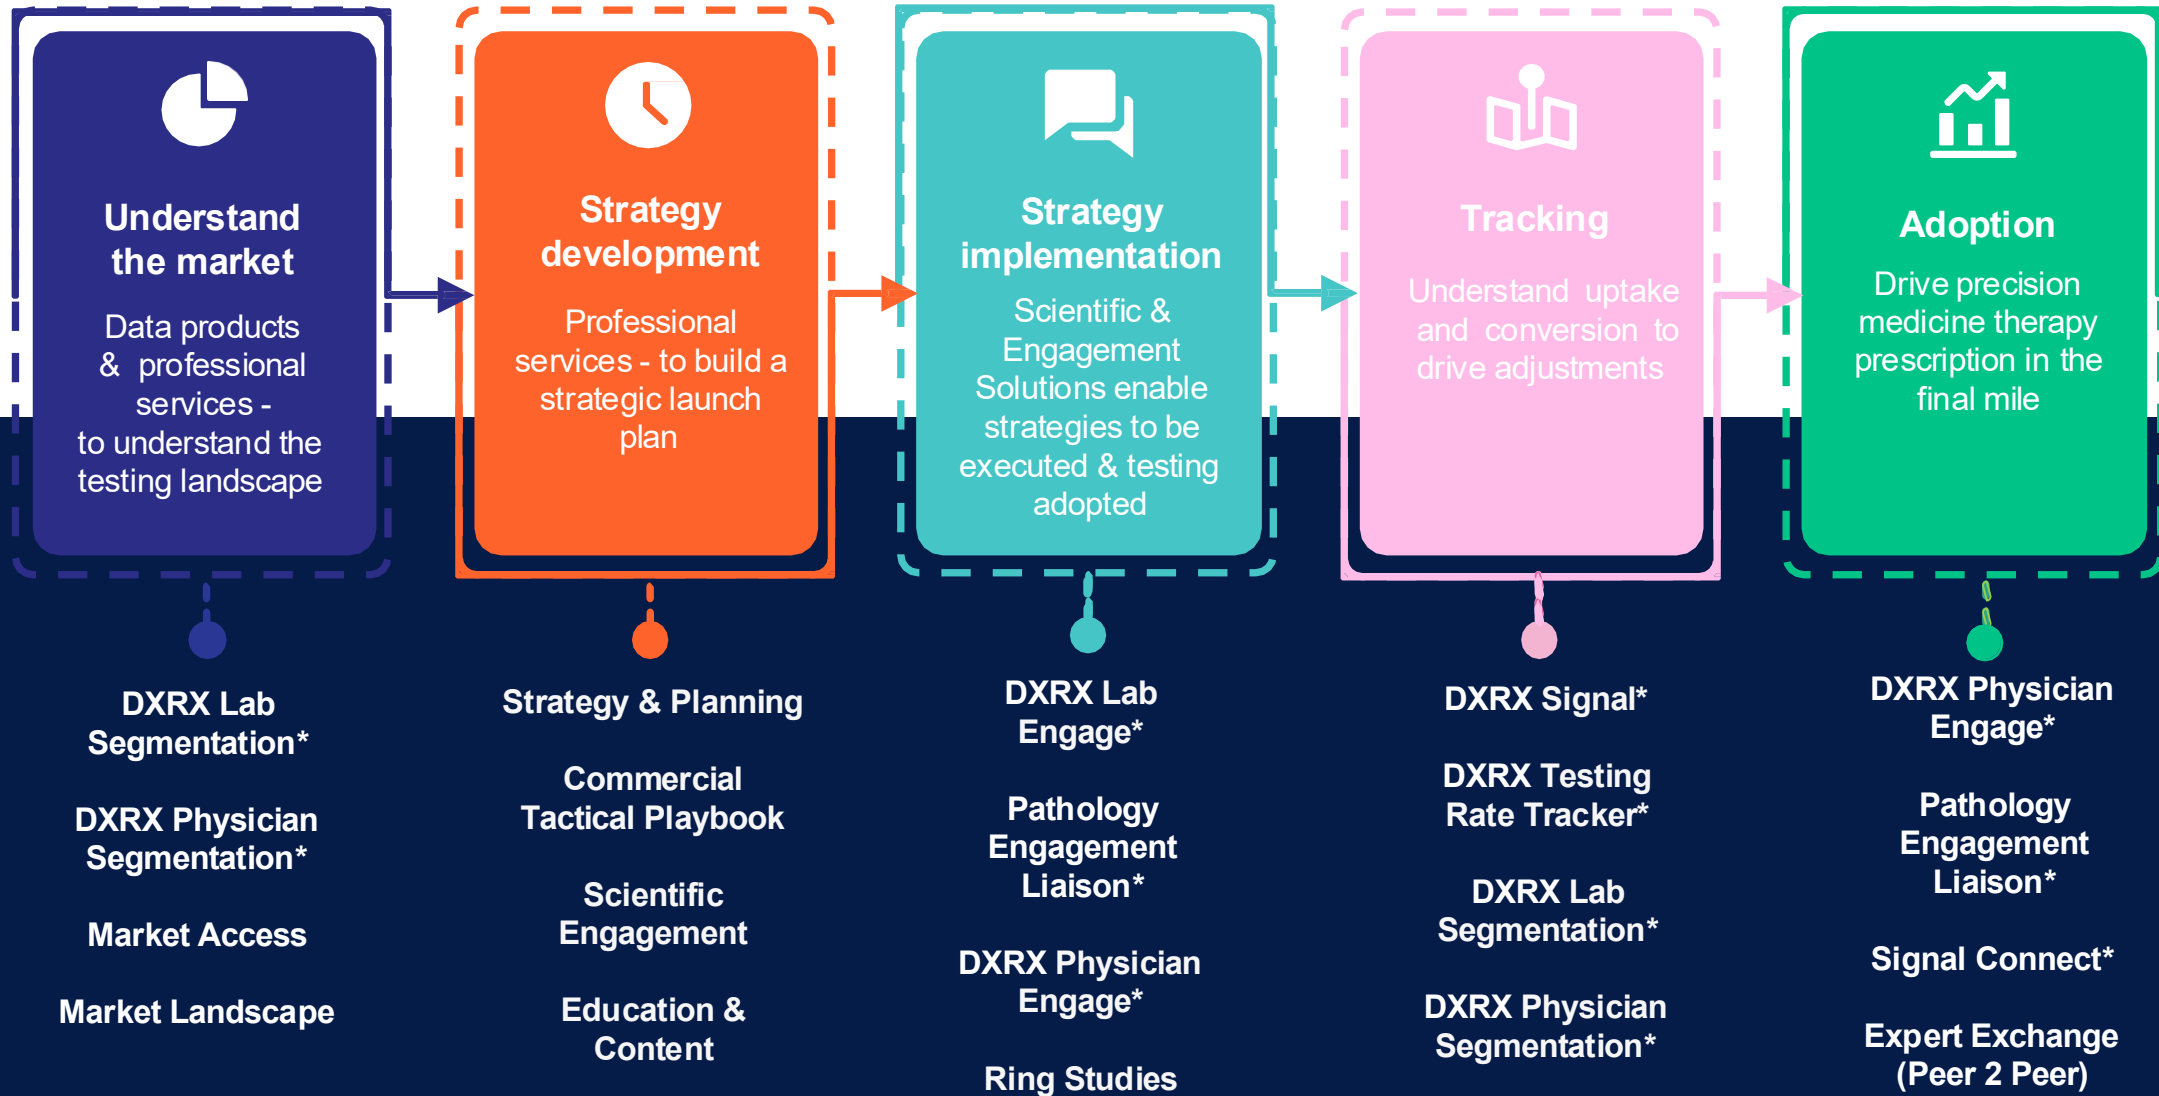 Understand
the market
Data products
& professional
services -
to understand the
testing landscape
Strategy
development
Professional
services - to build a
strategic launch
plan
Strategy
implementation
Scientific &
Engagement
Solutions enable
strategies to be
executed & testing
adopted
Tracking
Understand uptake
and conversion to
drive adjustments
Adoption
Drive precision
medicine therapy
prescription in the
final mile
DXRX Lab
Segmentation*
DXRX Physician
Segmentation*
Market Access
Market Landscape
Strategy & Planning
Commercial
Tactical Playbook
Scientific
Engagement
Education &
Content
DXRX Lab
Engage*
Pathology
Engagement
Liaison*
DXRX Physician
Engage*
Ring Studies
DXRX Signal*
DXRX Testing
Rate Tracker*
DXRX Lab
Segmentation*
DXRX Physician
Segmentation*
DXRX Physician
Engage*
Pathology
Engagement
Liaison*
Signal Connect*
Expert Exchange
(Peer 2 Peer)